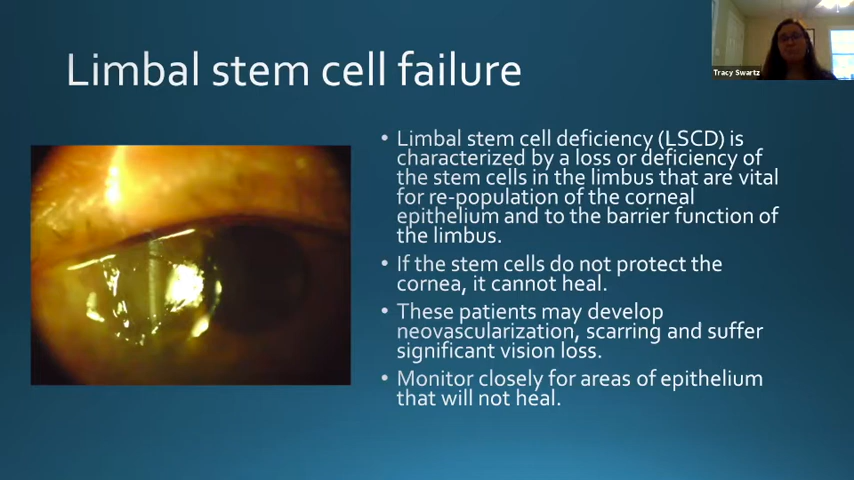 Limbal stem cell failure
Tracy Swartz
• Limbal stem cell deficiency (LSCD) is
characterized by a loss or deficiency of
the stem cells in the limbus that are vital
for re-population of the corneal
epithelium and to the barrier function of
the limbus.
• If the stem cells do not protect the
cornea, it cannot heal.
• These patients may develop
neovascularization, scarring and suffer
significant vision loss.
• Monitor closely for areas of epithelium
that will not heal.